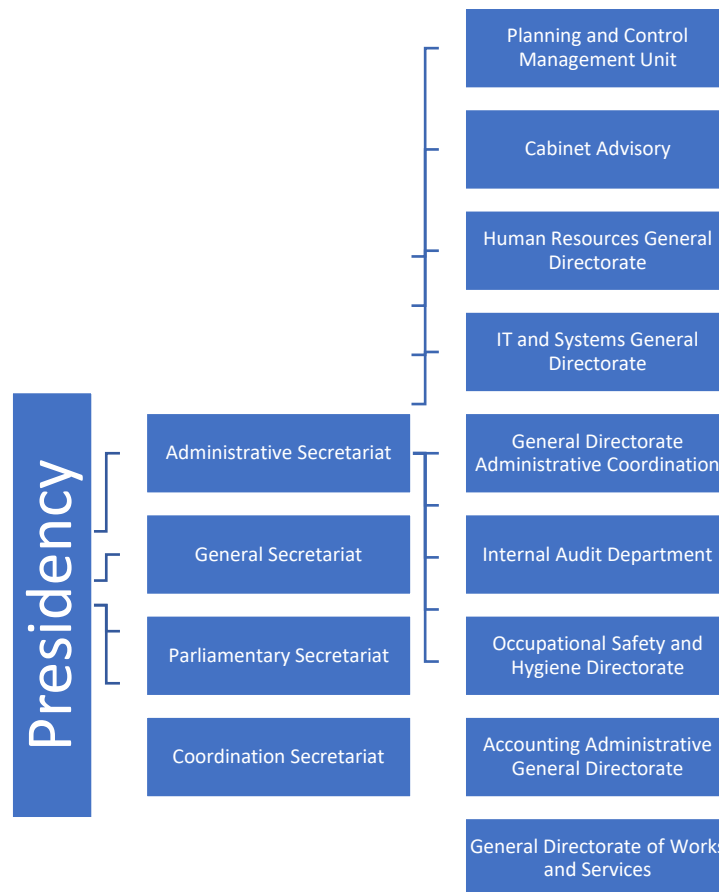 Planning and Control
Management Unit
Cabinet Advisory
Human Resources General
Directorate
IT and Systems General
Directorate
Presidency
Administrative Secretariat
General Directorate
Administrative Coordination
General Secretariat
Internal Audit Department
Parliamentary Secretariat
Occupational Safety and
Hygiene Directorate
Coordination Secretariat
Accounting Administrative
General Directorate
General Directorate of Works
and Services